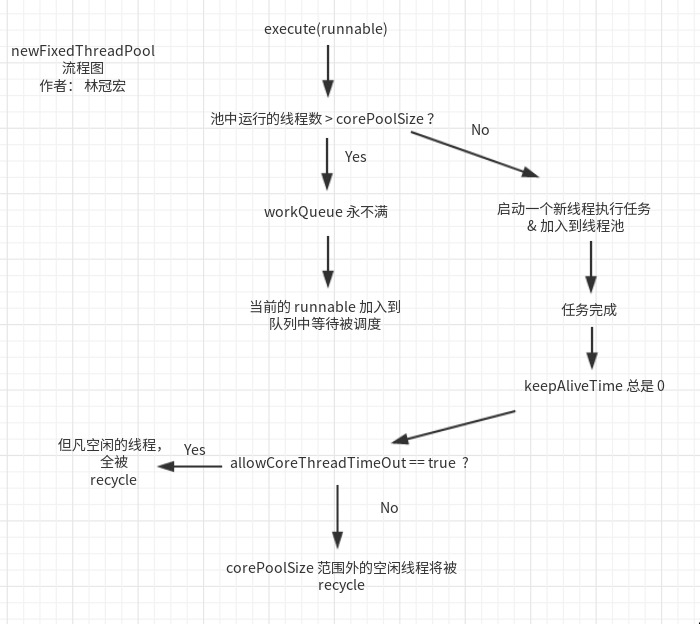 execute(runnable)
newFixedThreadPool
流程图
作者： 林冠宏
池中运行的线程数 > corePoolSize ?
No
Yes
workQueue 永不满
启动一个新线程执行任务
& 加入到线程池
当前的 runnable 加入到
队列中等待被调度
任务完成
keepAliveTime 总是 0
但凡空闲的线程，
全被
recycle
Yes
allowCoreThreadTimeOut == true ?
No
corePoolSize 范围外的空闲线程将被
recycle